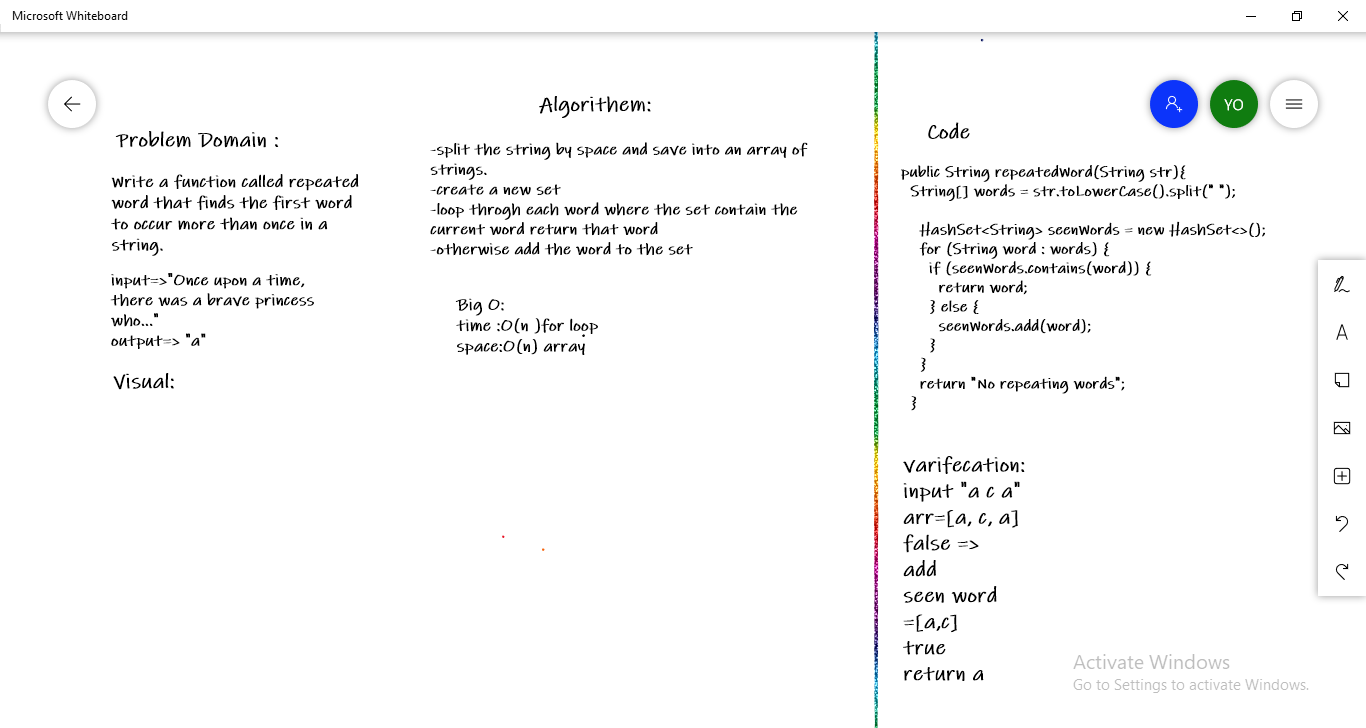 Microsoft Whiteboard
YO
Problem Domain :
Write a function called repeated
word that finds the first word
to occur more than once in a
string.
input=>"Once upon a time,
there was a brave princess
who..."
output=> "a"
Visual:
Algorithem:
-split the string by space and save into an array of
strings.
-create a new set
-loop throgh each word where the set contain the
current word return that word
-otherwise add the word to the set
Big O:
time :O(n )for loop
space:O(n) array
Code
public String repeatedWord(String str){
String[] words = str.toLowerCase().split(" ");
HashSet<String> seenWords = new HashSet<>();
for (String word : words) {
if (seenWords.contains(word)) {
return word;
} else {
seenWords.add(word);
}
}
return "No repeating words";
}
Varifecation:
input "a c a"
arr=[a, c, a]
false =>
add
seen word
=[a,c]
true
return a
A
Activate Windows
Go to Settings to activate Windows.